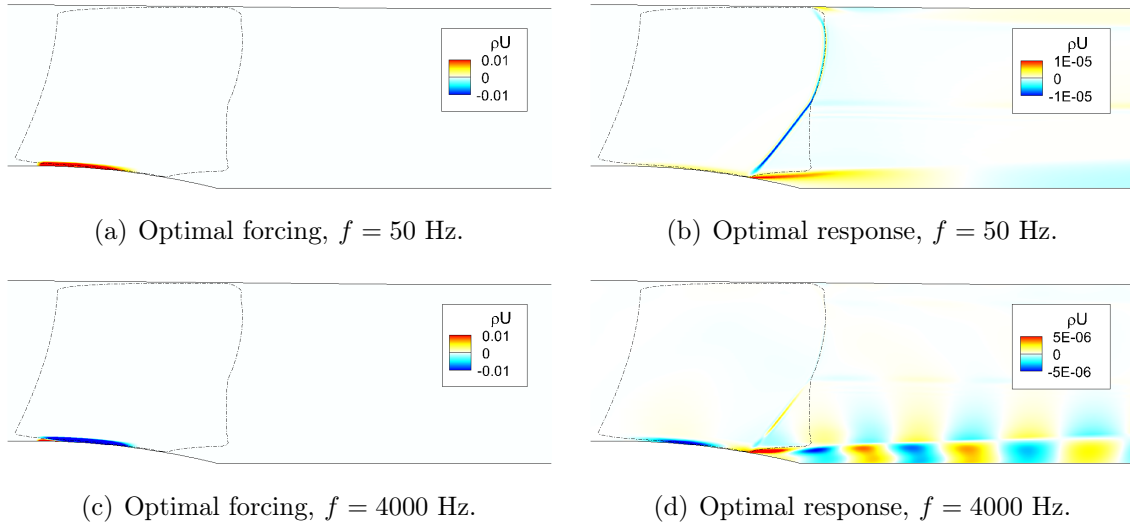 ρU
0.01
0
-0.01
ρU
1E-05
0
-1E-05
(a) Optimal forcing, f = 50 Hz.
(b) Optimal response, f = 50 Hz.
ρU
0.01
0
-0.01
ρU
5E-06
0
-5E-06
(c) Optimal forcing, f = 4000 Hz.
(d) Optimal response, f = 4000 Hz.